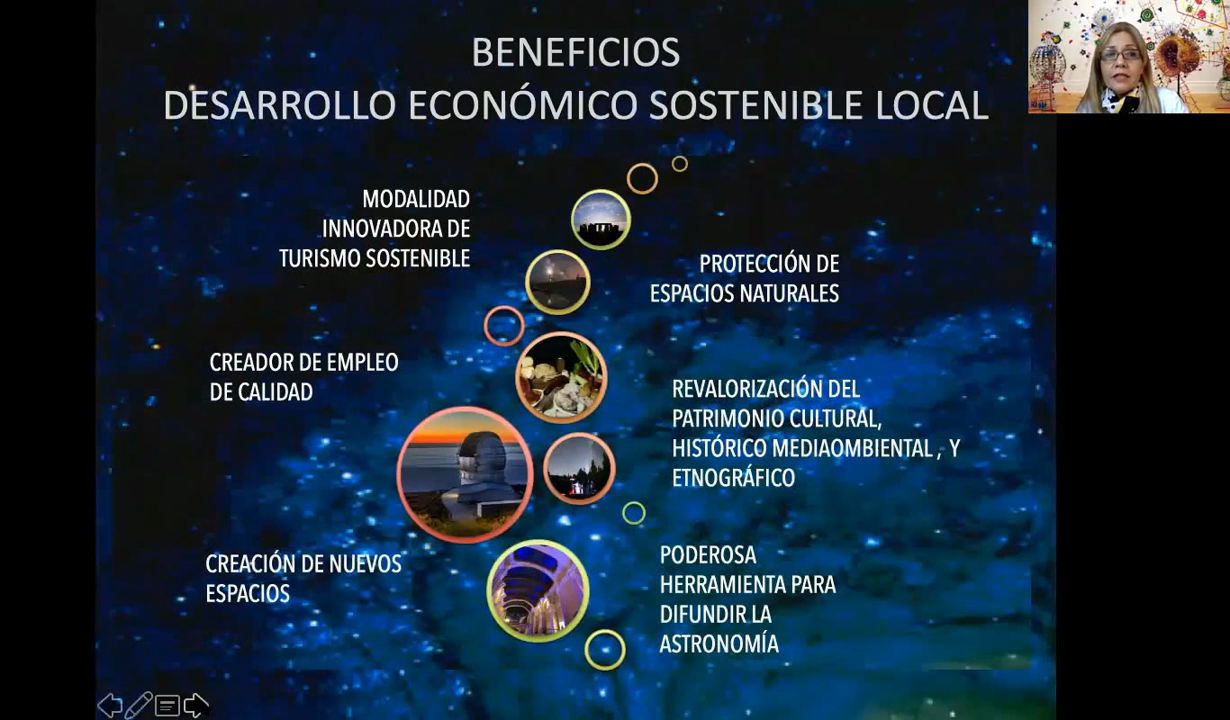 BENEFICIOS
DESARROLLO ECONÓMICO SOSTENIBLE LOCAL
MODALIDAD
INNOVADORA DE
TURISMO SOSTENIBLE
PROTECCIÓN DE
ESPACIOS NATURALES
CREADOR DE EMPLEO
DE CALIDAD
REVALORIZACIÓN DEL
PATRIMONIO CULTURAL,
HISTÓRICO MEDIAOMBIENTAL , Y
ETNOGRÁFICO
CREACIÓN DE NUEVOS
ESPACIOS
PODEROSA
HERRAMIENTA PARA
DIFUNDIR LA
ASTRONOMÍA